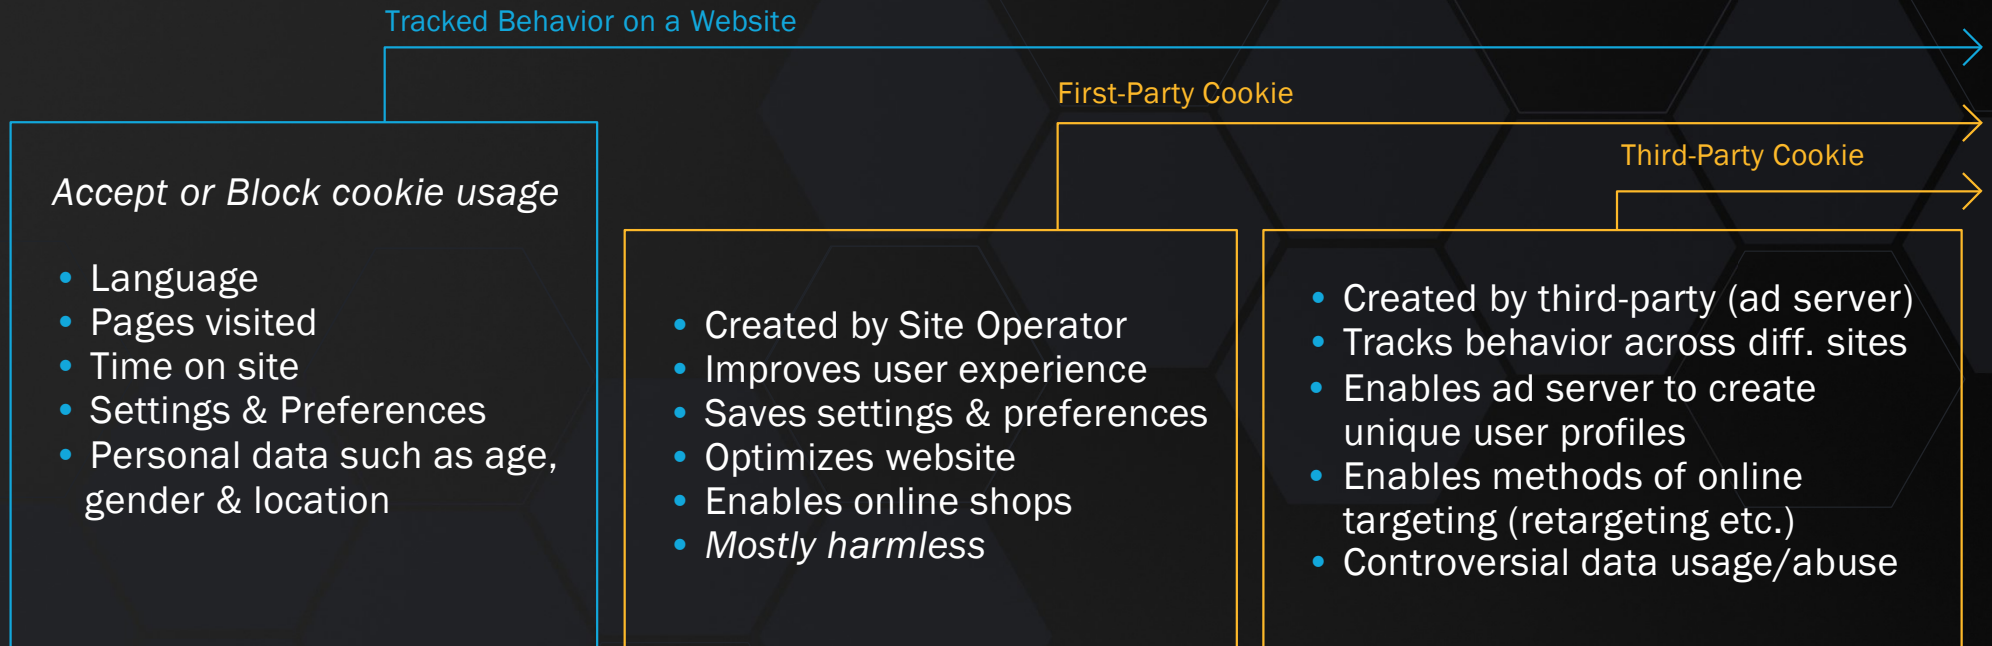 Tracked Behavior on a Website
First-Party Cookie
Third-Party Cookie
Accept or Block cookie usage
• Language
• Pages visited
• Time on site
• Settings & Preferences
• Personal data such as age,
gender & location
• Created by Site Operator
• Improves user experience
• Saves settings & preferences
• Optimizes website
• Enables online shops
• Mostly harmless
• Created by third-party (ad server)
• Tracks behavior across diff. sites
• Enables ad server to create
unique user profiles
• Enables methods of online
targeting (retargeting etc.)
• Controversial data usage/abuse